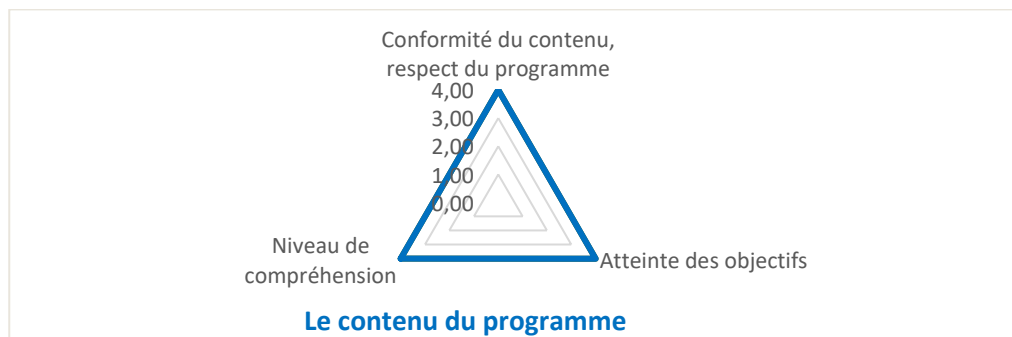 Conformité du contenu,
respect du programme
4,00
3,00
2,00
1,00
0,00
Niveau de
compréhension
Atteinte des objectifs
Le contenu du programme